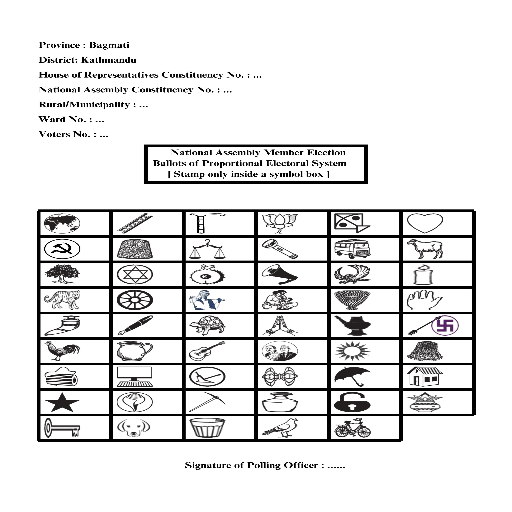 Province : Bagmati
District: Kathmandu
House of Representatives Constituency No. : ...
National Assembly Constituency No. : ...
Rural/Municipality : ...
Ward No. : ...
Voters No. : ...
National Assembly Member Election
Ballots of Proportional Electoral System
[ Stamp only inside a symbol box ]
Signature of Polling Officer : ......